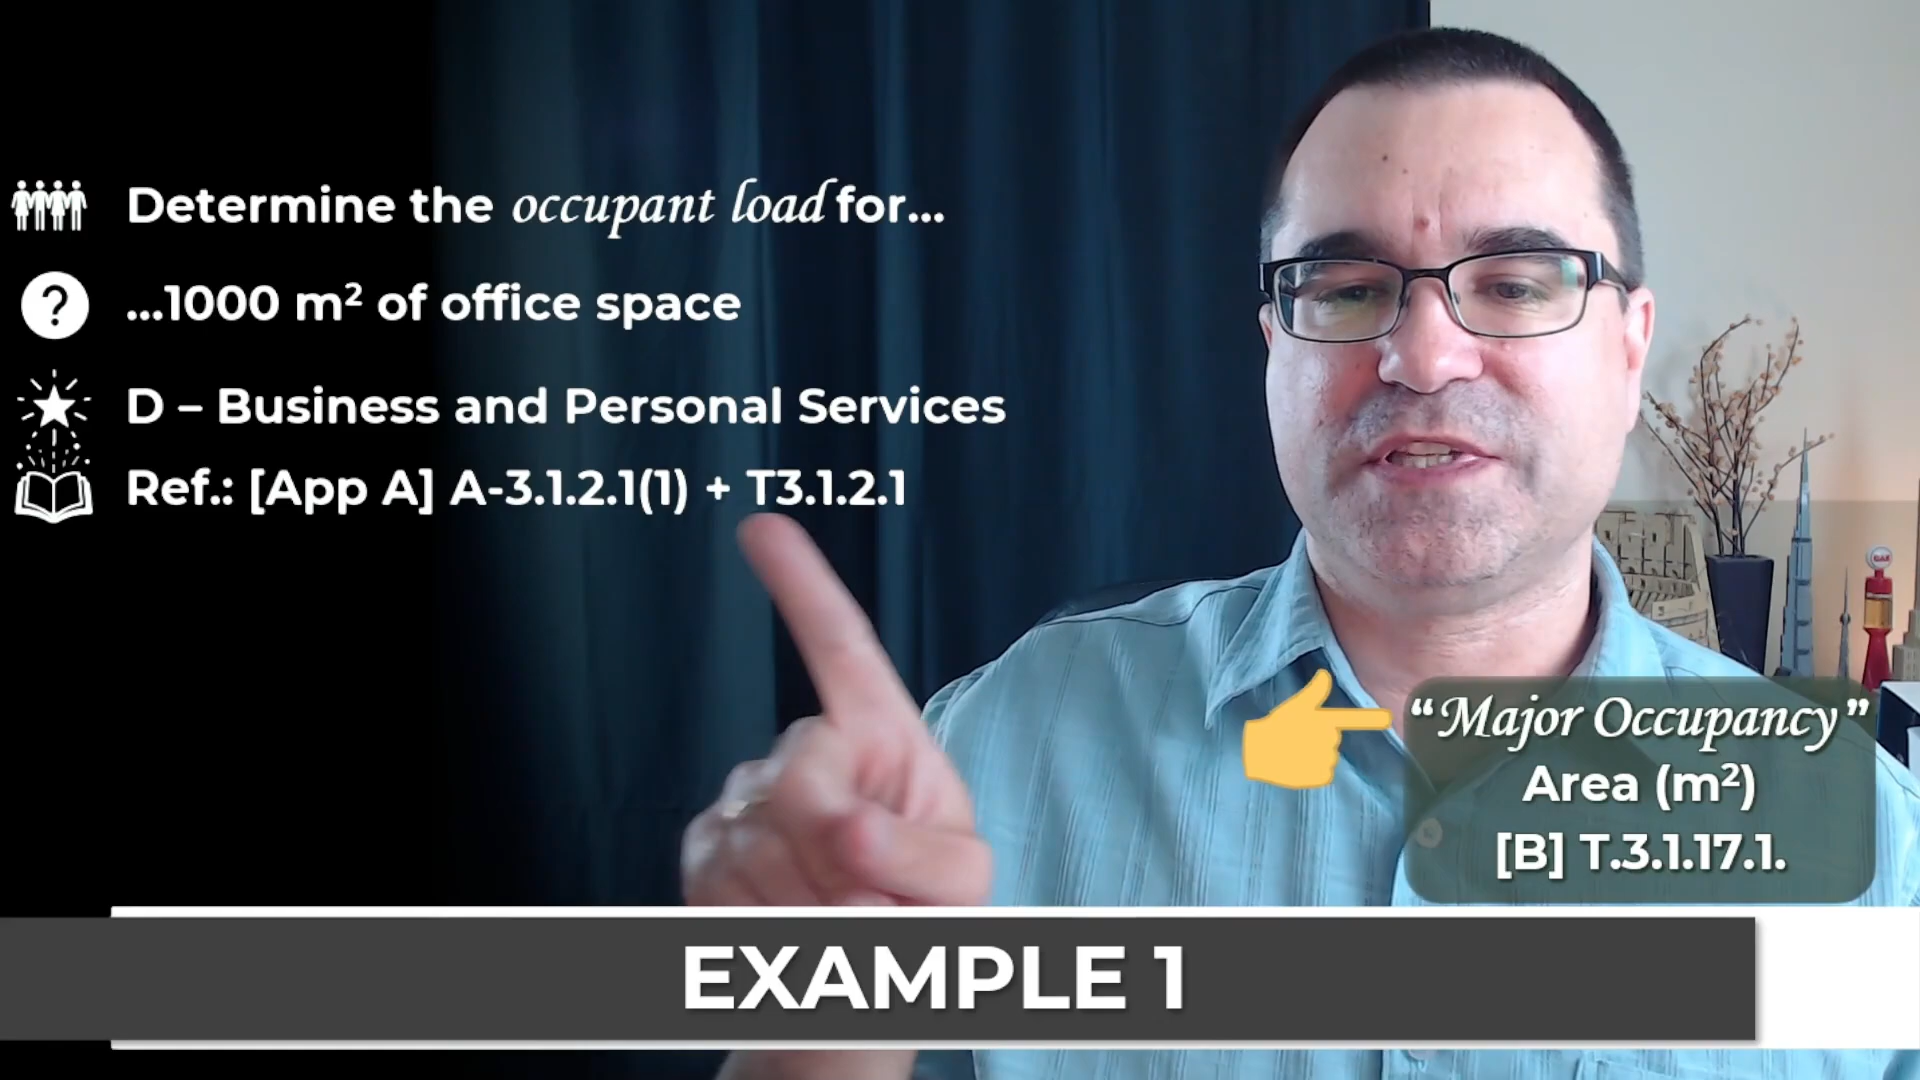 Determine the occupant load for...
...1000 m² of office space
D – Business and Personal Services
Ref.: [App A] A-3.1.2.1(1) + T3.1.2.1
“Major Occupancy”
Area (m²)
[B] T.3.1.17.1.
EXAMPLE 1